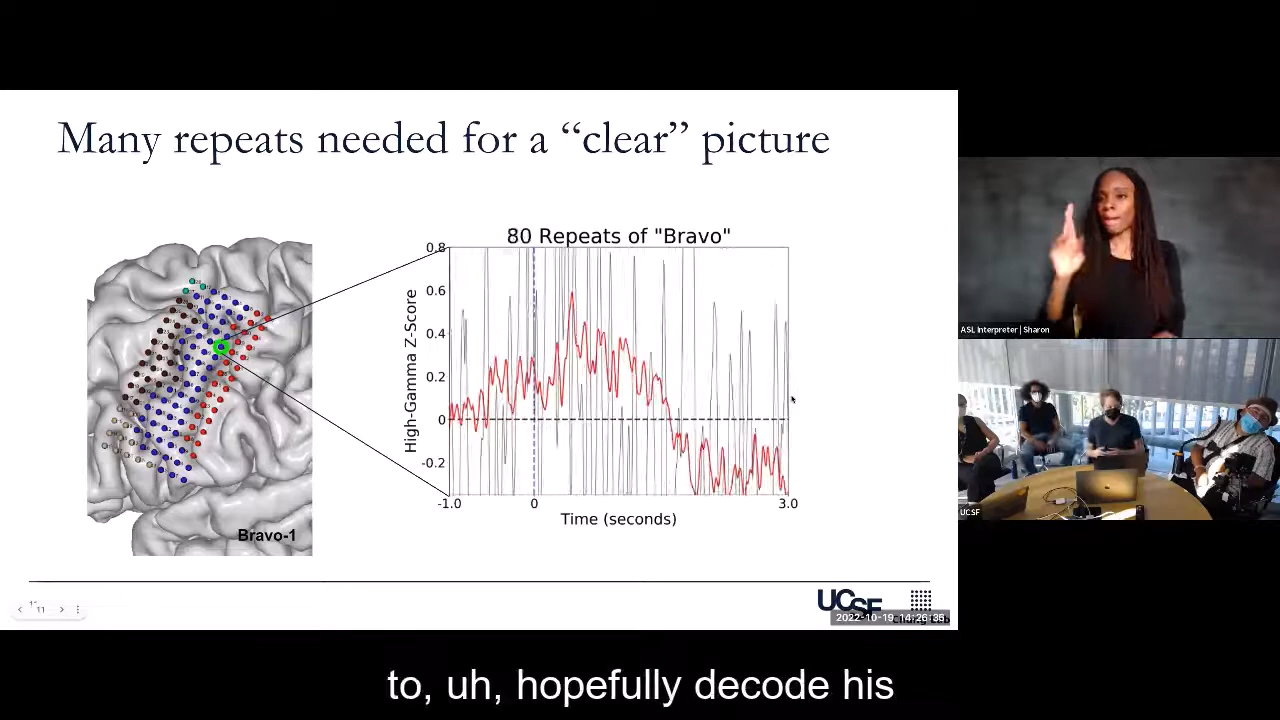 Many repeats needed for a “clear” picture
80 Repeats of "Bravo"
High-Gamma Z-Score
0.8
0.6
0.4
0.2
0
-0.2
-1.0
0
3.0
Time (seconds)
Bravo-1
11
UCSF
2022-10-19 14:26:35
ASL Interpreter | Sharon
UCSF
to, uh, hopefully decode his